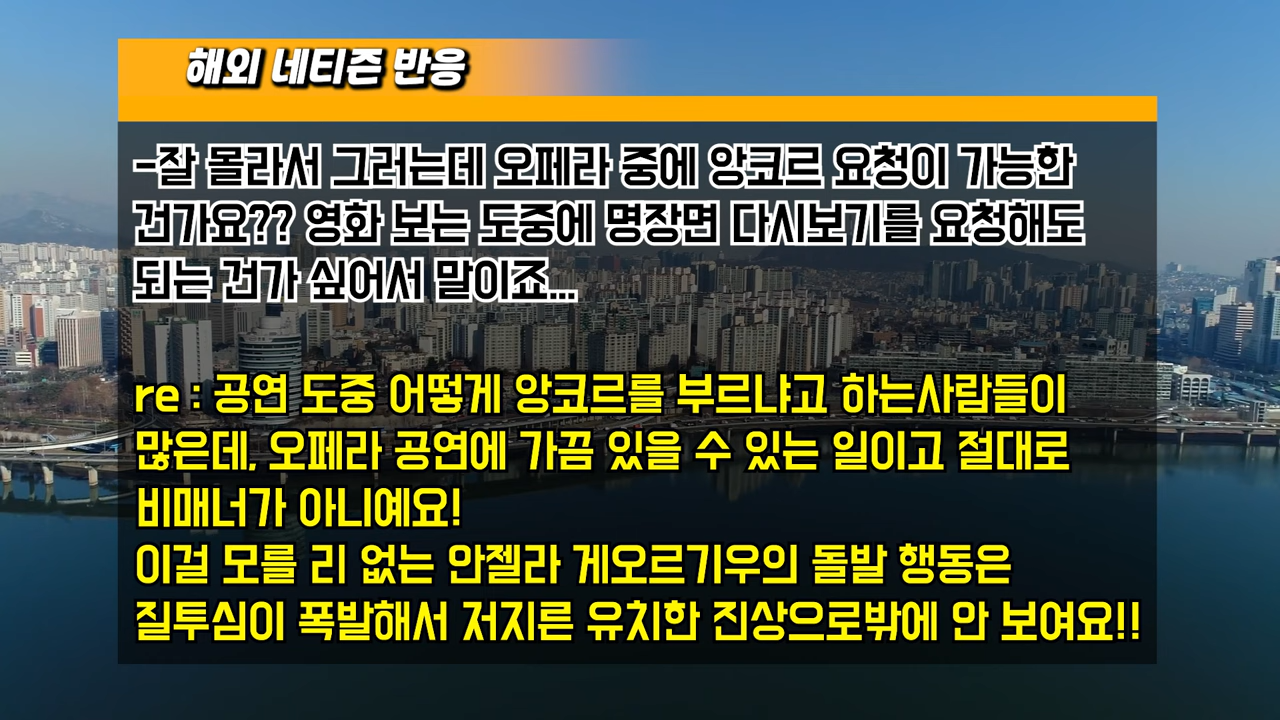 해외 네티즌 반응
-잘 몰라서 그러는데 오페라 중에 앙코르 요청이 가능한
건가요?? 영화 보는 도중에 명장면 다시보기를 요청해도
되는 건가 싶어서 말이죠...
re : 공연 도중 어떻게 앙코르를 부르냐고 하는사람들이
많은데, 오페라 공연에 가끔 있을 수 있는 일이고 절대로
비매너가 아니예요!
이걸 모를 리 없는 안젤라 게오르기우의 돌발 행동은
질투심이 폭발해서 저지른 유치한 진상으로밖에 안 보여요!!